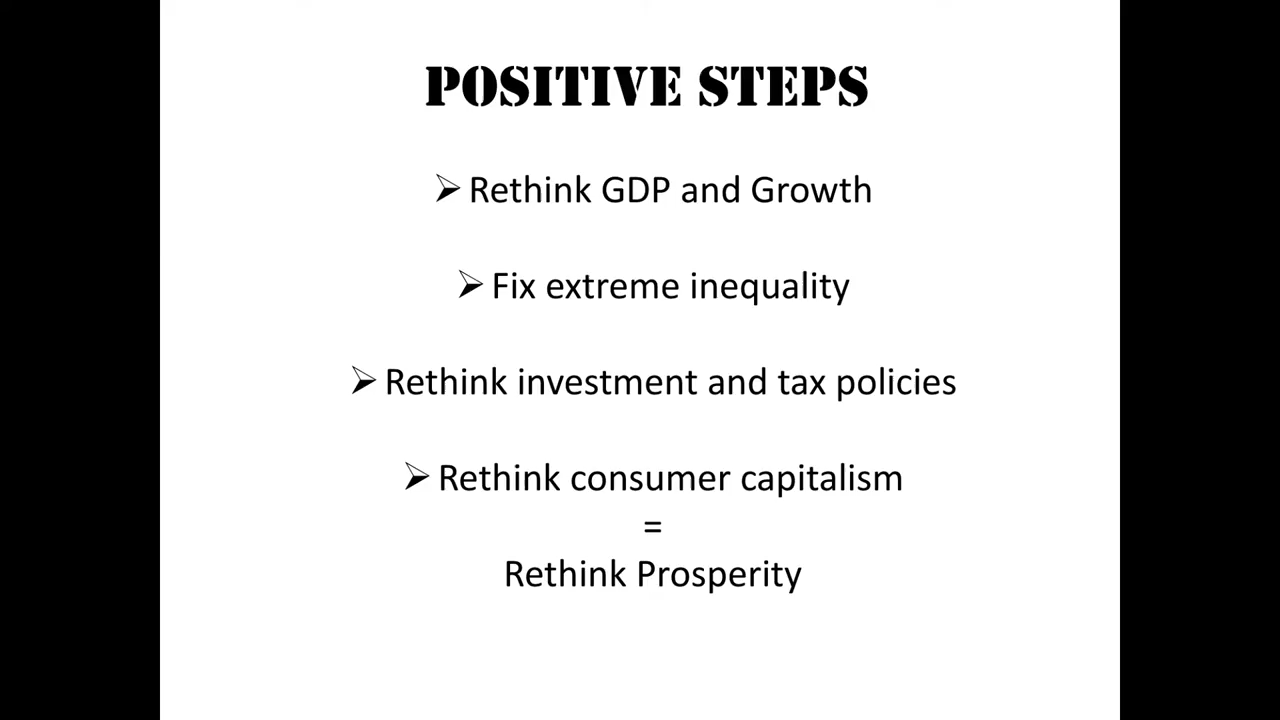 POSITIVE STEPS
➢ Rethink GDP and Growth
➢ Fix extreme inequality
➢ Rethink investment and tax policies
➢ Rethink consumer capitalism
=
Rethink Prosperity